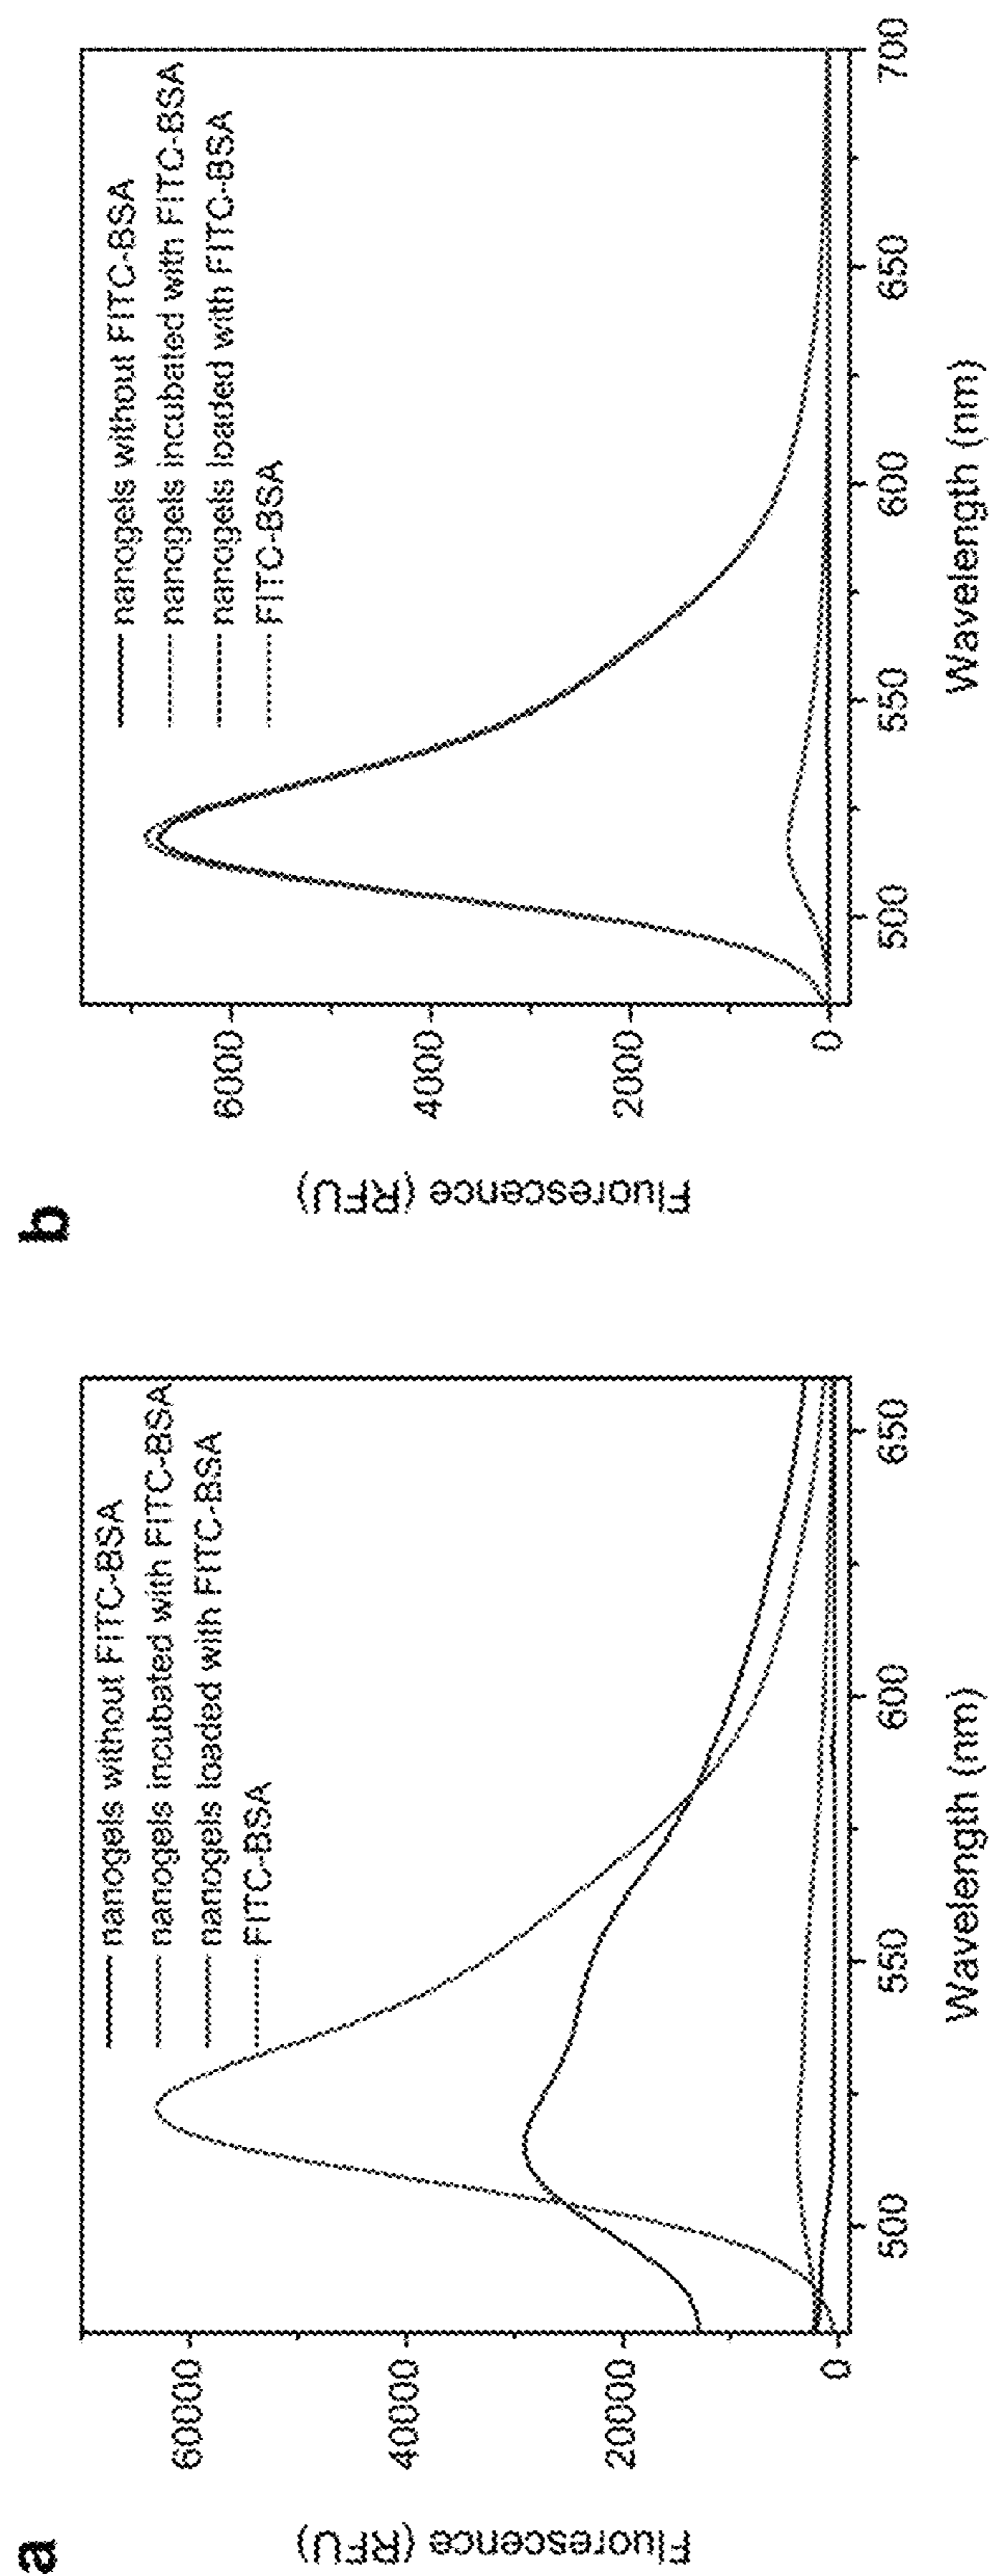 a
Fluorescence (RFU)
60000
40000
20000
0
nanogels without FITC-BSA
nanogels incubated with FITC-BSA
nanogels loaded with FITC-BSA
FITC-BSA
500
550
600
650
Wavelength (nm)
b
Fluorescence (RFU)
6000
4000
2000
0
nanogels without FITC-BSA
nanogels incubated with FITC-BSA
nanogels loaded with FITC-BSA
FITC-BSA
500
550
600
650
700
Wavelength (nm)